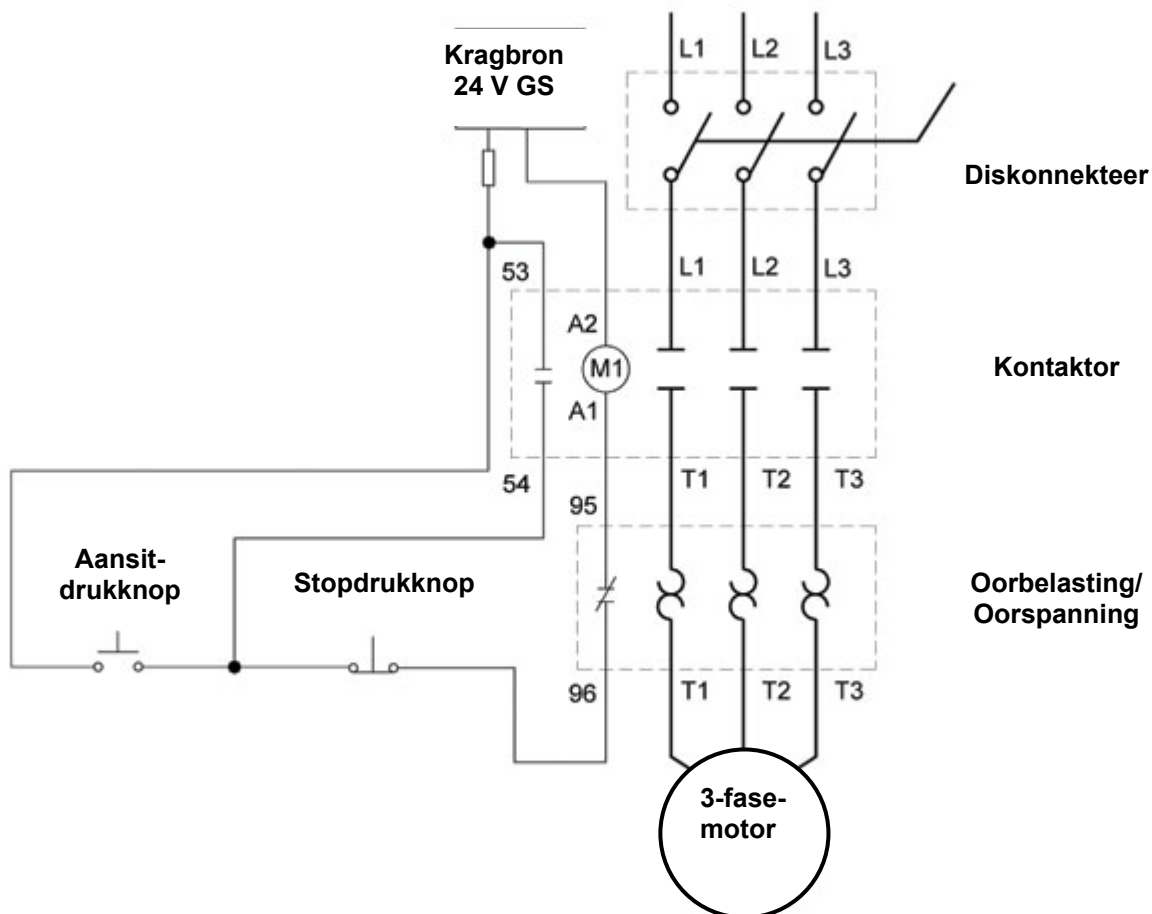 Kragbron
24 V GS
L1 L2 L3
Diskonnekteer
53
L1 L2 L3
A2
M1
Kontaktor
A1
54
T1 T2 T3
95
Aansit-
drukknop
Stopdrukknop
Oorbelasting/
Oorspanning
96
T1 T2 T3
3-fase-
motor